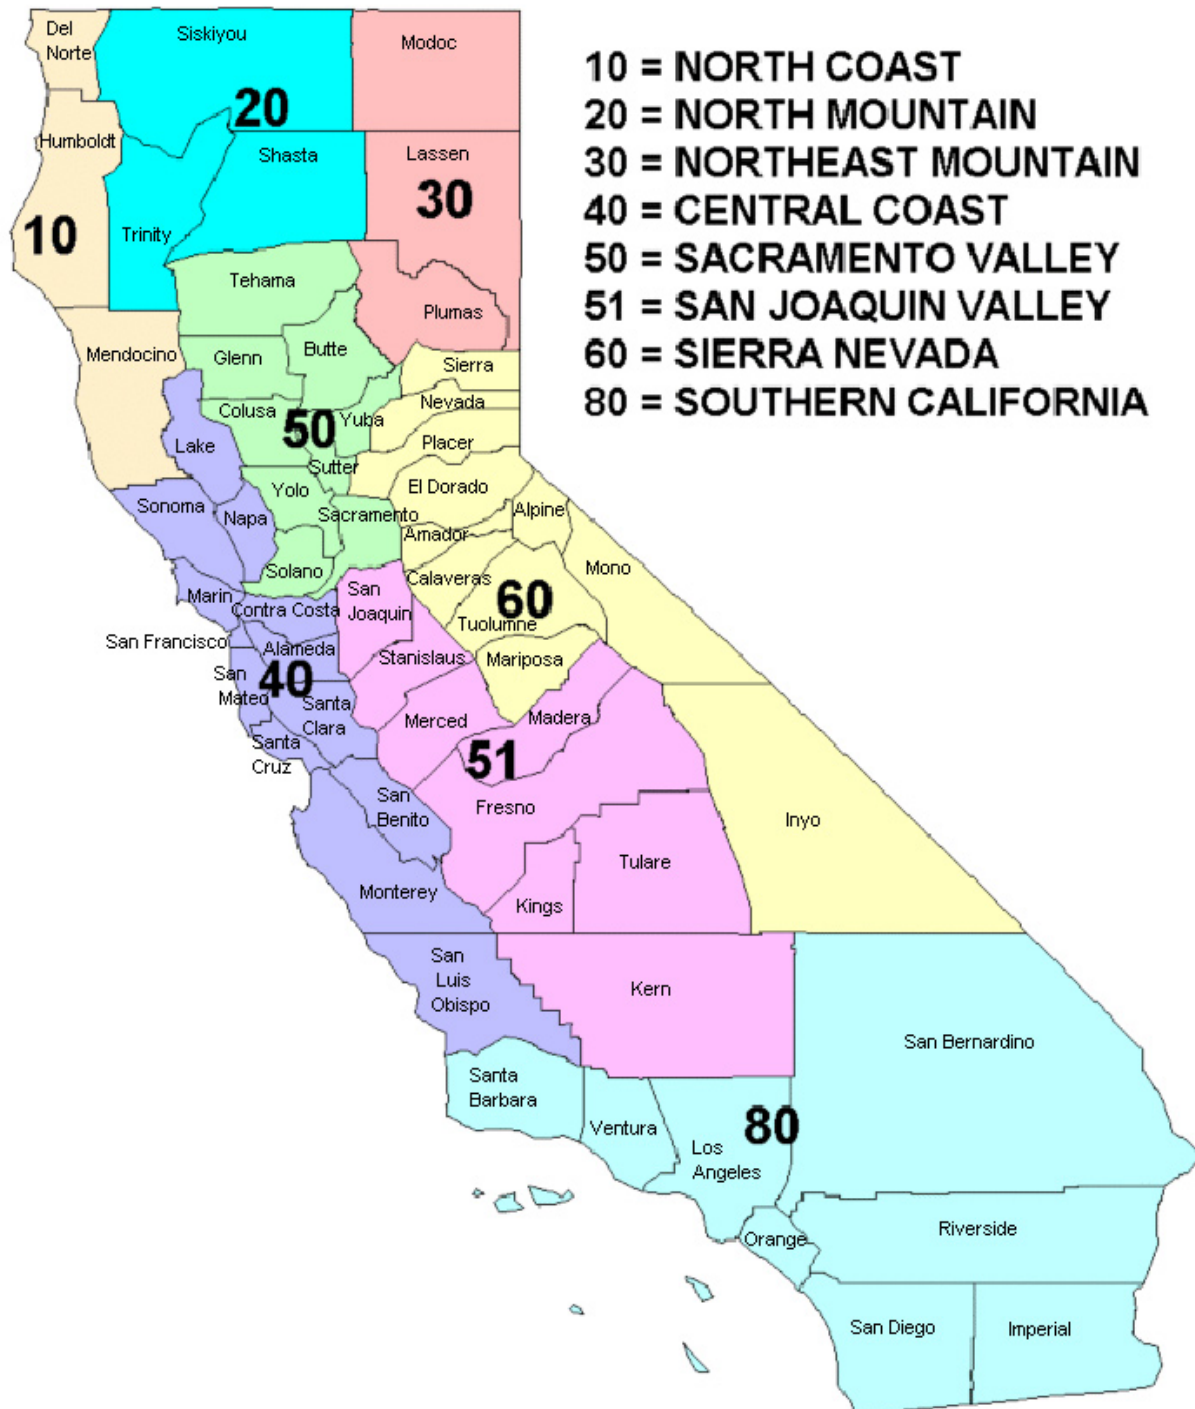 10 = NORTH COAST
20 = NORTH MOUNTAIN
30 = NORTHEAST MOUNTAIN
40 = CENTRAL COAST
50 = SACRAMENTO VALLEY
51 = SAN JOAQUIN VALLEY
60 = SIERRA NEVADA
80 = SOUTHERN CALIFORNIA
Del
Norte
Siskiyou
Modoc
20
Humboldt
Shasta
Lassen
30
10
Trinity
Tehama
Plumas
Mendocino
Glenn
Butte
Sierra
Colusa
50
Yuba
Nevada
Lake
Sutter
Placer
Yolo
El Dorado
Sonoma
Napa
Sacramento
Alpine
Amador
Solano
Calaveras
Mono
Marin
Contra Costa
San
Joaquin
60
Tuolumne
San Francisco
Alameda
Stanislaus
Mariposa
San
Mateo
40
Santa
Clara
Merced
Madera
Santa
Cruz
51
San
Benito
Fresno
Inyo
Tulare
Monterey
Kings
San
Luis
Obispo
Kern
San Bernardino
Santa
Barbara
Ventura
80
Los
Angeles
Orange
Riverside
San Diego
Imperial